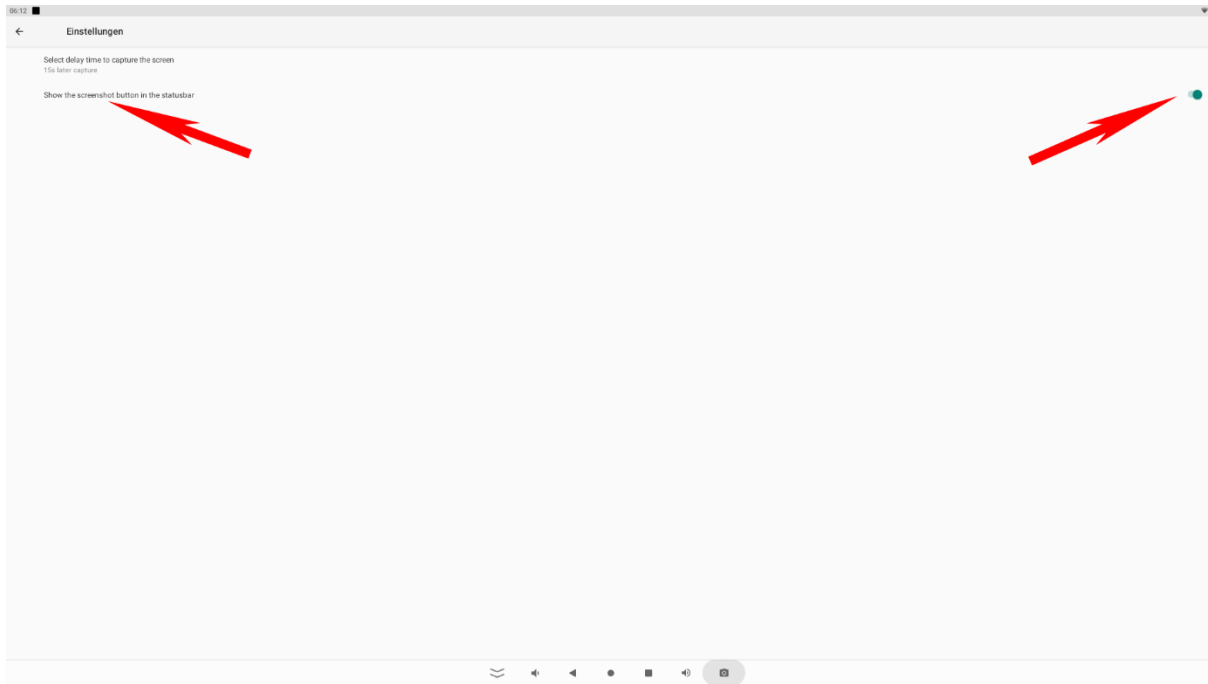 06:12
Einstellungen
Select delay time to capture the screen
15s later capture
Show the screenshot button in the statusbar